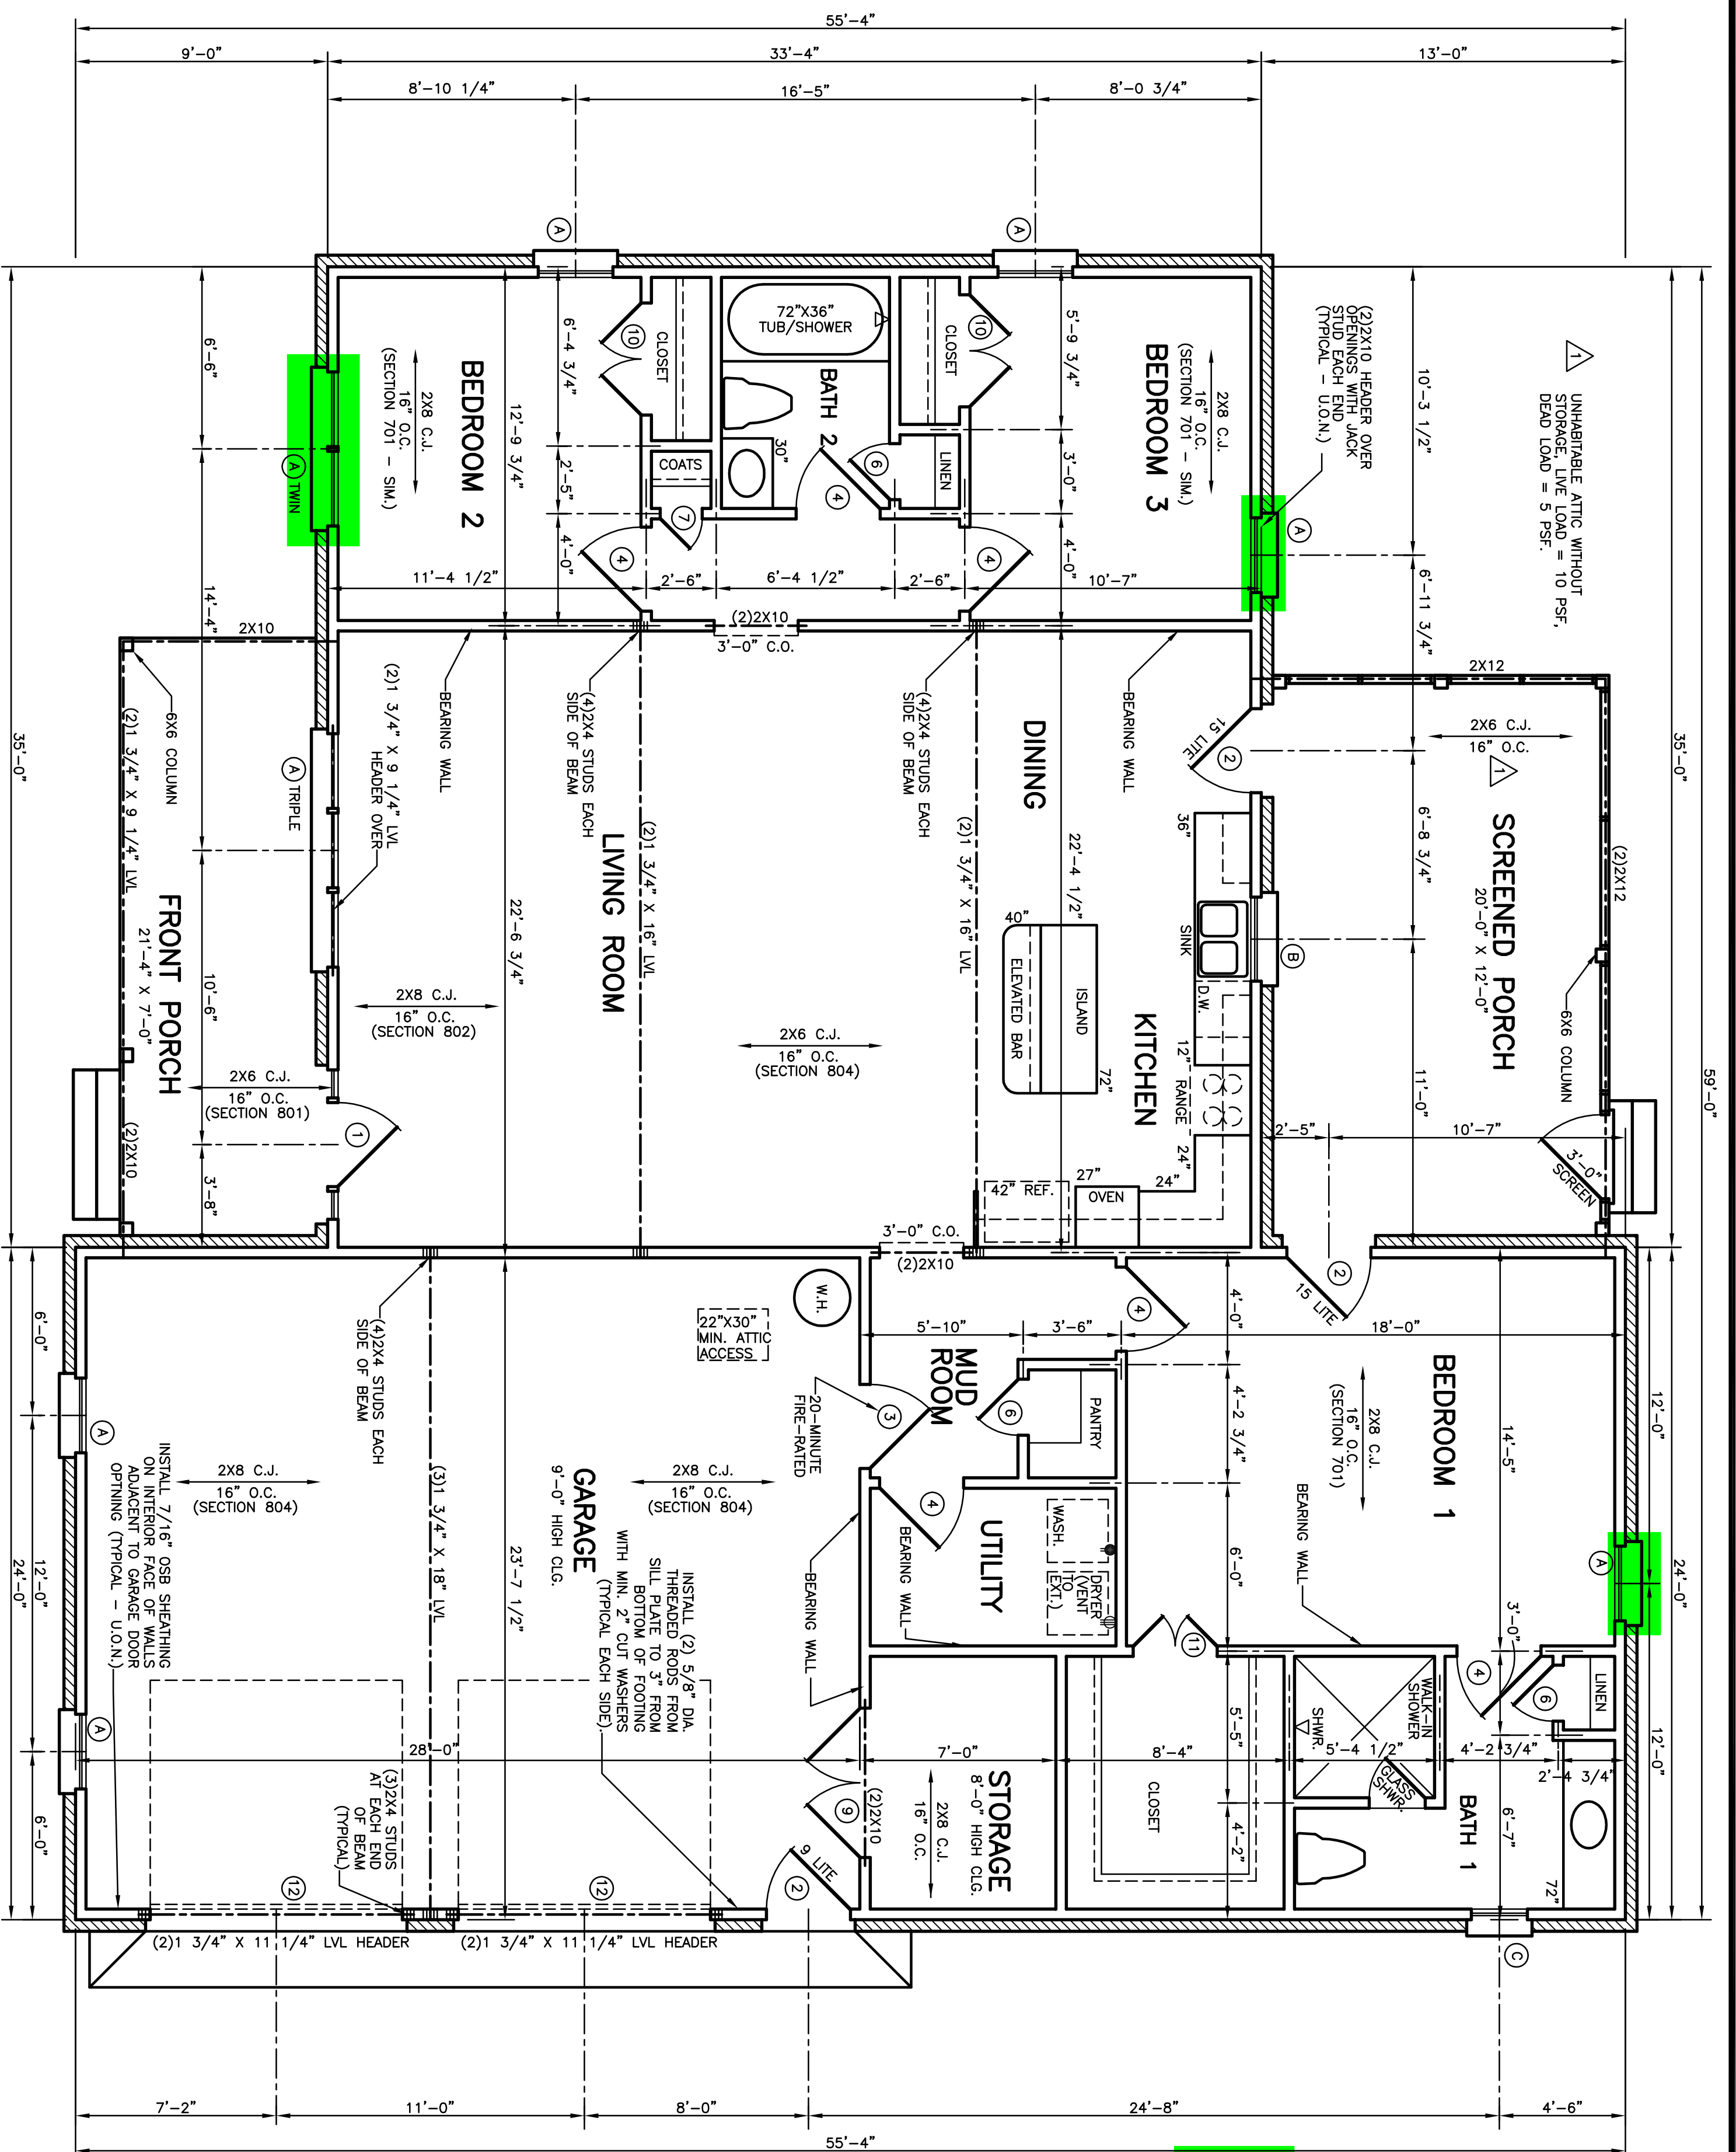 55'-4"
9'-0"
33'-4"
13'-0"
8'-10 1/4"
16'-5"
8'-0 3/4"
A
A
UNHABITABLE ATTIC WITHOUT
STORAGE, LIVE LOAD = 10 PSF,
DEAD LOAD = 5 PSF.
1
(2)2X10 HEADER OVER
OPENINGS WITH JACK
STUD EACH END
(TYPICAL - U.O.N.)
35'-0"
59'-0"
10'-3 1/2"
6'-11 3/4"
6'-8 3/4"
11'-0"
A
BEDROOM 3
2X8 C.J.
16" O.C.
(SECTION 701 - SIM.)
5'-9 3/4"
3'-0"
4'-0"
10
CLOSET
LINEN
6
4
BATH 2
72"X36"
TUB/SHOWER
30"
4
COATS
7
CLOSET
10
6'-4 3/4"
2'-5"
4'-0"
4
12'-9 3/4"
BEDROOM 2
2X8 C.J.
16" O.C.
(SECTION 701 - SIM.)
A TWIN
6'-6"
14'-4"
10'-6"
3'-8"
35'-0"
11'-4 1/2"
2'-6"
6'-4 1/2"
2'-6"
10'-7"
(2)2X10
3'-0" C.O.
2X10
6X6 COLUMN
(2)1 3/4" X 9 1/4" LVL
FRONT PORCH
21'-4" X 7'-0"
2X6 C.J.
16" O.C.
(SECTION 801)
(2)2X10
A TRIPLE
(2)1 3/4" X 9 1/4" LVL
HEADER OVER
BEARING WALL
(4)2X4 STUDS EACH
SIDE OF BEAM
(2)1 3/4" X 16" LVL
LIVING ROOM
22'-6 3/4"
2X8 C.J.
16" O.C.
(SECTION 802)
1
2X6 C.J.
16" O.C.
(SECTION 804)
(4)2X4 STUDS EACH
SIDE OF BEAM
(2)1 3/4" X 16" LVL
DINING
22'-4 1/2"
BEARING WALL
15 LITE
2
36"
SINK
D.W.
12"
RANGE
24"
24"
27"
OVEN
42" REF.
40"
ISLAND
ELEVATED BAR
72"
KITCHEN
B
2X12
2X6 C.J.
16" O.C.
1
SCREENED PORCH
20'-0" X 12'-0"
(2)2X12
6X6 COLUMN
2'-5"
10'-7"
3'-0"
SCREEN
3'-0" C.O.
(2)2X10
2
15 LITE
12'-0"
24'-0"
12'-0"
18'-0"
14'-5"
3'-0"
6'-7"
BEDROOM 1
2X8 C.J.
16" O.C.
(SECTION 701)
BEARING WALL
A
4
4'-0"
4'-2 3/4"
6'-0"
5'-5"
4'-2"
5'-10"
3'-6"
MUD
ROOM
PANTRY
6
3
20-MINUTE
FIRE-RATED
4
UTILITY
WASH.
DRYER
(VENT
TO
EXT.)
BEARING WALL
BEARING WALL
11
W.H.
22"X30"
MIN. ATTIC
ACCESS
(4)2X4 STUDS EACH
SIDE OF BEAM
(3)1 3/4" X 18" LVL
GARAGE
9'-0" HIGH CLG.
2X8 C.J.
16" O.C.
(SECTION 804)
2X8 C.J.
16" O.C.
(SECTION 804)
23'-7 1/2"
INSTALL 7/16" OSB SHEATHING
ON INTERIOR FACE OF WALLS
ADJACENT TO GARAGE DOOR
OPTNING (TYPICAL - U.O.N.)
INSTALL (2) 5/8" DIA.
THREADED RODS FROM
SILL PLATE TO 3" FROM
BOTTOM OF FOOTING
WITH MIN. 2" CUT WASHERS
(TYPICAL EACH SIDE).
A
A
6'-0"
12'-0"
6'-0"
24'-0"
28'-0"
7'-0"
8'-4"
5'-4 1/2"
4'-2 3/4"
2'-4 3/4"
(3)2X4 STUDS
AT EACH END
OF BEAM
(TYPICAL)
12
12
(2)2X10
9
9 LITE
2
STORAGE
8'-0" HIGH CLG.
2X8 C.J.
16" O.C.
CLOSET
WALK-IN
SHOWER
SHWR.
GLASS
SHWR.
4
6
LINEN
BATH 1
72"
C
(2)1 3/4" X 11 1/4" LVL HEADER
(2)1 3/4" X 11 1/4" LVL HEADER
7'-2"
11'-0"
8'-0"
24'-8"
4'-6"
55'-4"